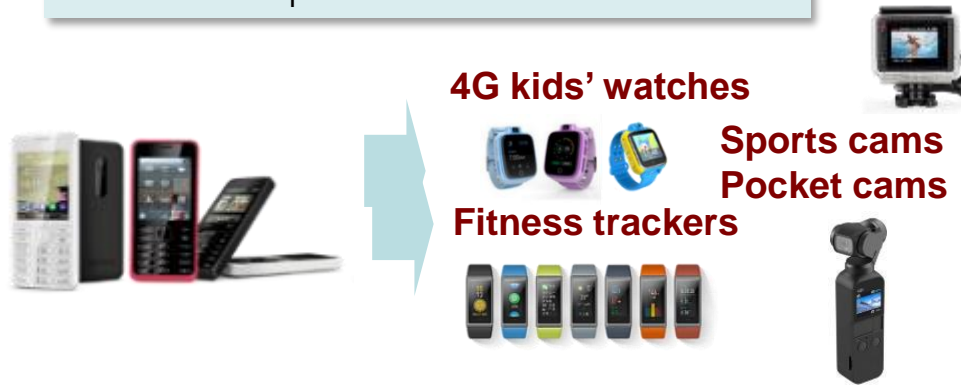 4G kids’ watches
Sports cams
Pocket cams
Fitness trackers